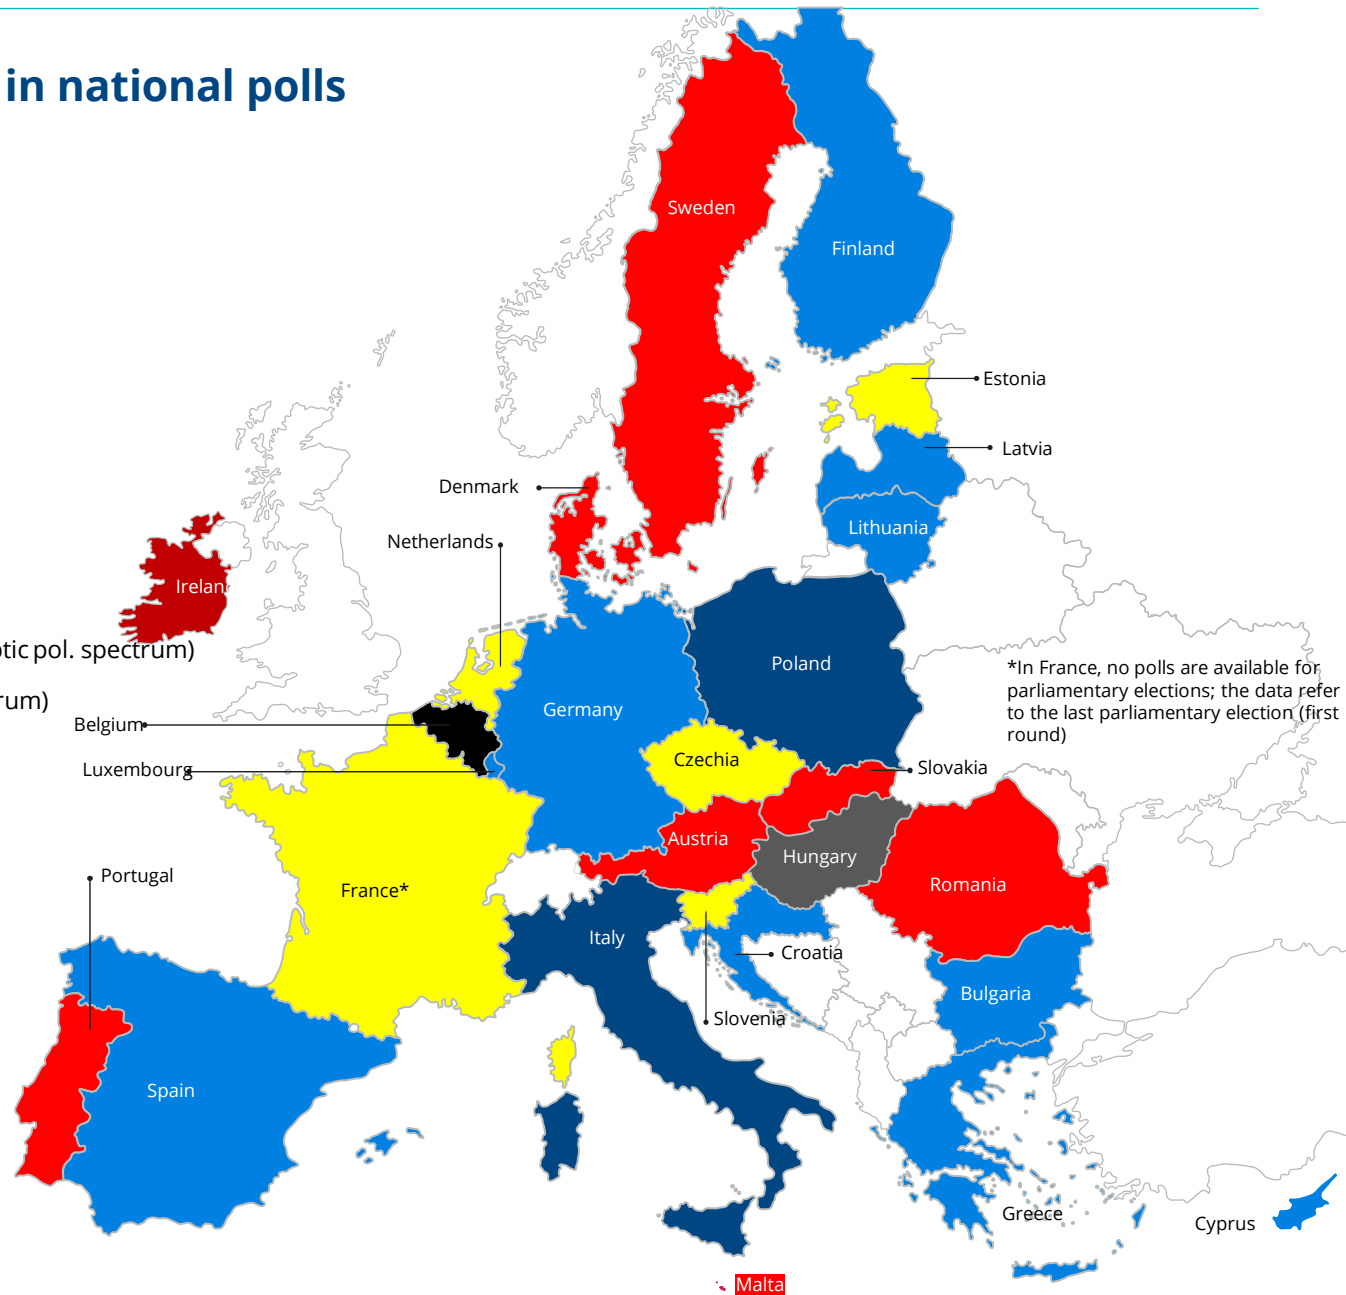 in national polls
Sweden
Finland
Estonia
Latvia
Denmark
Lithuania
Netherlands
Irelan
tic pol. spectrum)
Poland
*In France, no polls are available for
parliamentary elections; the data refer
to the last parliamentary election (first
round)
rum)
Germany
Belgium
Czechia
Luxembourg
Slovakia
Austria
Hungary
Portugal
France*
Romania
Italy
Croatia
Bulgaria
Slovenia
Spain
Greece
Cyprus
Malta